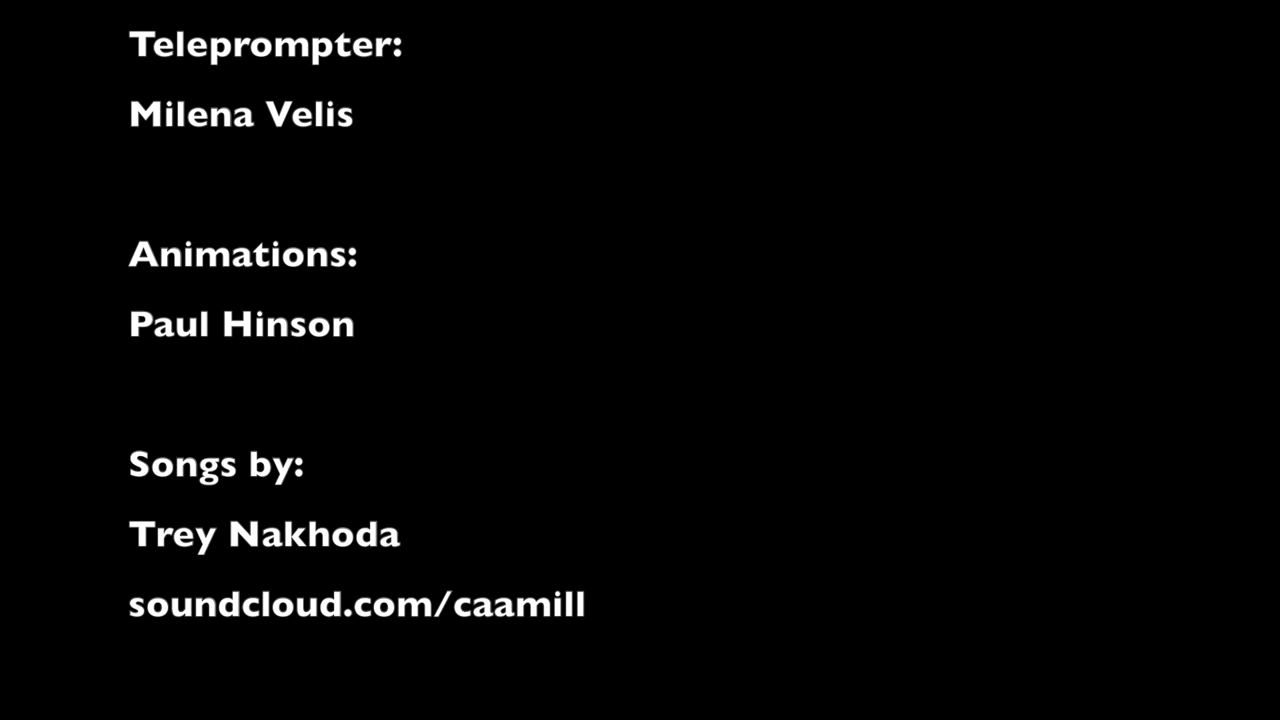 Teleprompter:
Milena Velis
Animations:
Paul Hinson
Songs by:
Trey Nakhoda
soundcloud.com/caamill